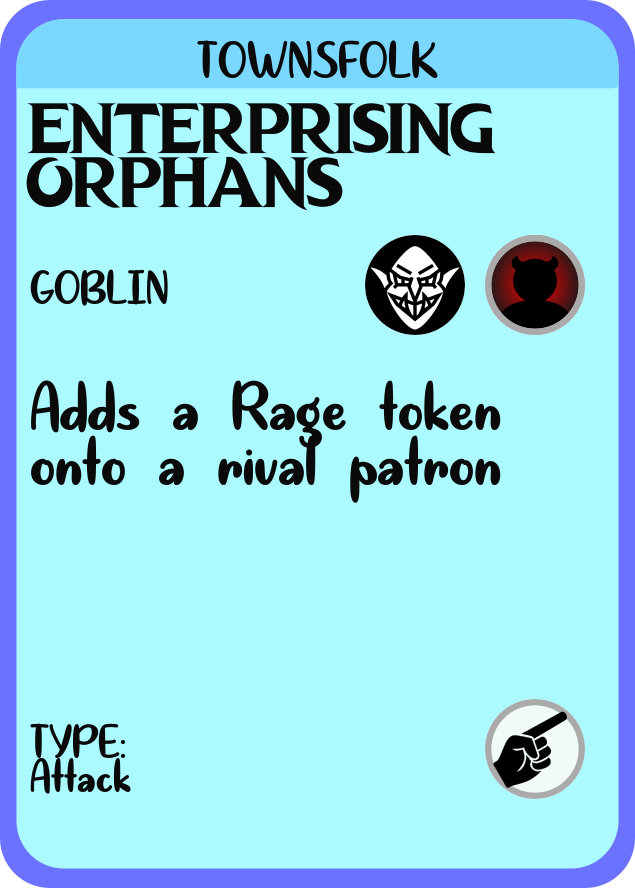 TOWNSFOLK
ENTERPRISING
ORPHANS
GOBLIN
Adds a Rage token
onto a rival patron
TYPE:
Attack